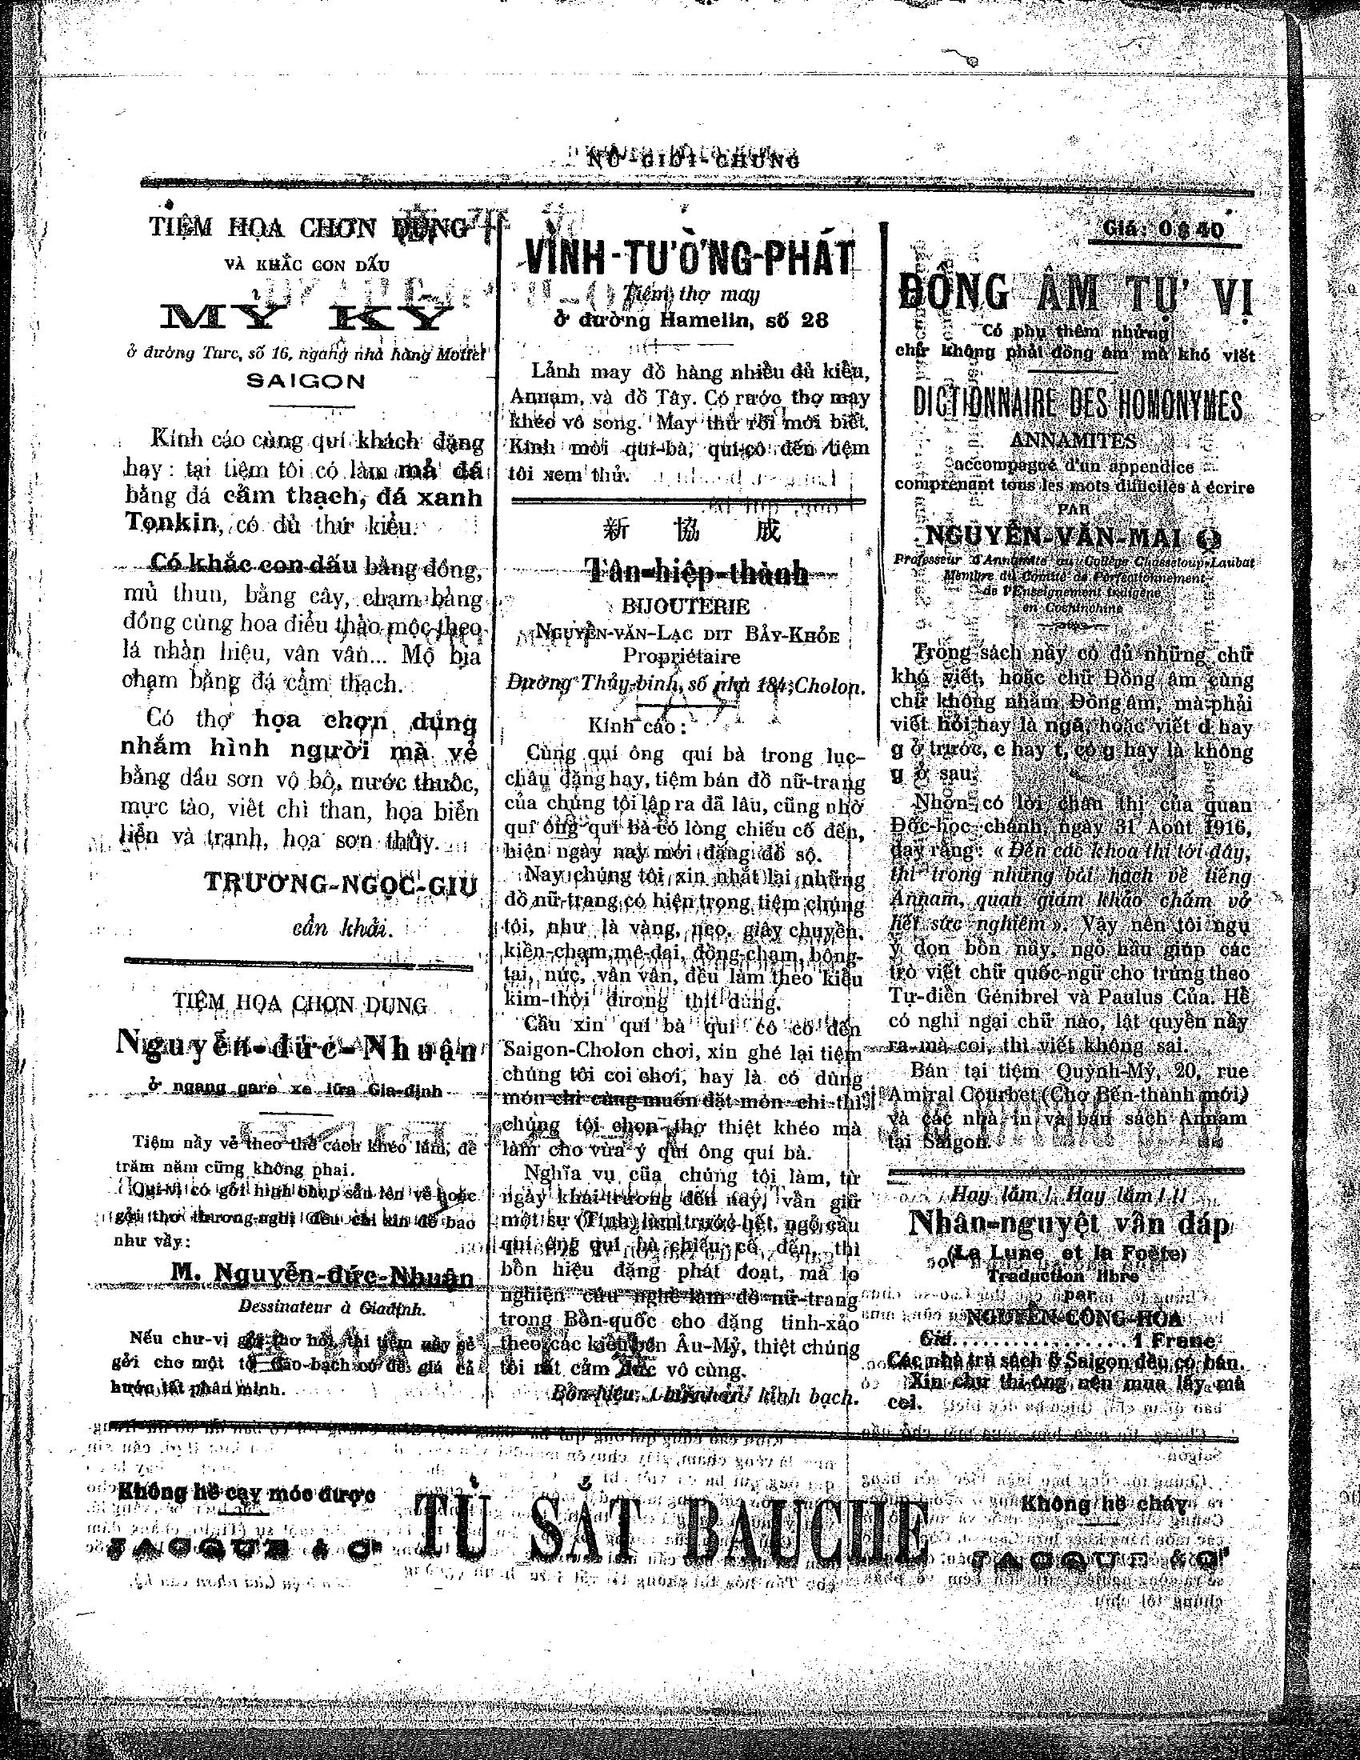 NỮ-GIỚI-CHUNG
TIỆM HỌA CHƠN DUNG
VÀ KHẮC CON DẤU
MỸ KỲ
ở đường Turc, số 16, ngang nhà hàng Mottet
SAIGON
Kính cáo cùng quí khách đặng
hay : tại tiệm tôi có làm mả đá
bằng đá cẩm thạch, đá xanh
Tonkin, có đủ thứ kiểu.
Có khắc con dấu bằng đồng,
mủ thun, bằng cây, chạm bảng
đồng cùng hoa điểu thảo mộc theo
lá nhản hiệu, vân vân... Mộ bia
chạm bằng đá cẩm thạch.
Có thợ họa chơn dung
nhắm hình người mà vẻ
bằng dầu sơn vô bố, nước thuốc,
mực tào, viết chì than, họa biển
liễn và tranh, họa sơn thủy.
TRƯƠNG-NGỌC-GIU
cẩn khải.
TIỆM HỌA CHƠN DUNG
Nguyễn-đức-Nhuận
ở ngang gare xe lửa Gia-định
Tiệm này vẻ theo thể cách khéo lắm, để
trăm năm cũng không phai.
Quí-vị có gởi hình chụp sẵn lên vẻ hoặc
gởi thơ thương-nghị đều chi xin đề bao
như vầy :
M. Nguyễn-đức-Nhuận
Dessinateur à Giadinh.
Nếu chư-vị gởi thơ hỏi, thì tiệm này sẻ
gởi cho một tờ cáo-bạch có đề giá cả
hước tất phân minh.
VĨNH-TƯỜNG-PHÁT
Tiệm thợ may
ở đường Hamelin, số 28
Lảnh may đồ hàng nhiều đủ kiểu,
Annam, và đồ Tây. Có rước thợ may
khéo vô song. May thử rồi mới biết.
Kính mời quí-bà, quí-cô đến tiệm
tôi xem thử.
新 協 成
Tân-hiệp-thành
BIJOUTERIE
NGUYỄN-VĂN-LẠC DIT BẢY-KHỎE
Propriétaire
Đường Thủy-binh, số nhà 184, Cholon.
Kính cáo :
Cùng quí ông quí bà trong lục-
châu đặng hay, tiệm bán đồ nữ-trang
của chúng tôi lập ra đã lâu, cũng nhờ
quí ông quí bà có lòng chiếu cố đến,
hiện ngày nay mới đặng đồ sộ.
Nay chúng tôi xin nhắt lại những
đồ nữ-trang có hiện trong tiệm chúng
tôi, như là vàng, neo, giây chuyền,
kiền-chạm, mề-đai, đồng-chạm, bông-
tai, nức, vân vân, đều làm theo kiểu
kim-thời đương thịt dùng.
Cầu xin quí bà quí cô có đến
Saigon-Cholon chơi, xin ghé lại tiệm
chúng tôi coi chơi, hay là có dùng
món chi cùng muốn đặt món chi thì
chúng tôi chọn thợ thiệt khéo mà
làm cho vừa ý quí ông quí bà.
Nghĩa vụ của chúng tôi làm, từ
ngày khai-trương đến nay, vẫn giữ
một sự (Tính) làm trước hết, ngỏ cầu
quí ông quí bà chiếu cố đến, thì
bổn hiệu đặng phát đoạt, mà lo
nghiện cứu nghề làm đồ nữ-trang
trong Bổn-quốc cho đặng tinh-xảo
theo các kiểu bên Âu-Mỷ, thiệt chúng
tôi rất cảm đức vô cùng.
Bổn-hiệu, Chủ-nhân kính bạch.
Giá : 0 $ 40
ĐỒNG ÂM TỰ VỊ
Có phụ thêm những
chữ không phải đồng âm mà khó viết
DICTIONNAIRE DES HOMONYMES
ANNAMITES
accompagné d'un appendice
comprenant tous les mots difficiles à écrire
PAR
NGUYỄN-VĂN-MAI
Professeur d'Annamite au Collège Chasseloup-Laubat
Membre du Comité de Perfectionnement
de l'Enseignement Indigène
en Cochinchine
Trong sách này có đủ những chữ
khó viết, hoặc chữ Đồng âm cùng
chữ không nhằm Đồng âm, mà phải
viết hỏi hay là ngã, hoặc viết d hay
g ở trước, c hay t, có g hay là không
g ở sau.
Nhơn có lời châu thi của quan
Đốc-học chánh, ngày 31 Août 1916,
dạy rằng : « Đến các khoa thi tới đây,
thì trong những bài hạch về tiếng
Annam, quan giám khảo chấm vở
hết sức nghiêm ». Vậy nên tôi ngụ
ý dọn bổn này, ngỏ hầu giúp các
trò viết chữ quốc-ngữ cho trúng theo
Tự-điển Génibrel và Paulus Của. Hễ
có nghi ngại chữ nào, lật quyển nầy
ra mà coi, thì viết không sai.
Bán tại tiệm Quỳnh-Mỹ, 20, rue
Amiral Courbet (Chợ Bến-thành mới)
và các nhà in và bán sách Annam
tại Saigon.
Hay lắm ! Hay lắm ! ! !
Nhân-nguyệt vấn đáp
(La Lune et la Foète)
Traduction libre
par
NGUYỄN-CÔNG-HÒA
Giá.................... 1 Franc
Các nhà trữ sách ở Saigon đều có bán.
Xin chư thi-ông nên mua lấy mà
coi.
Không hề cạy móc được
JACQUE & Cie
TỦ SẮT BAUCHE
Không hề cháy
JACQUE & Cie